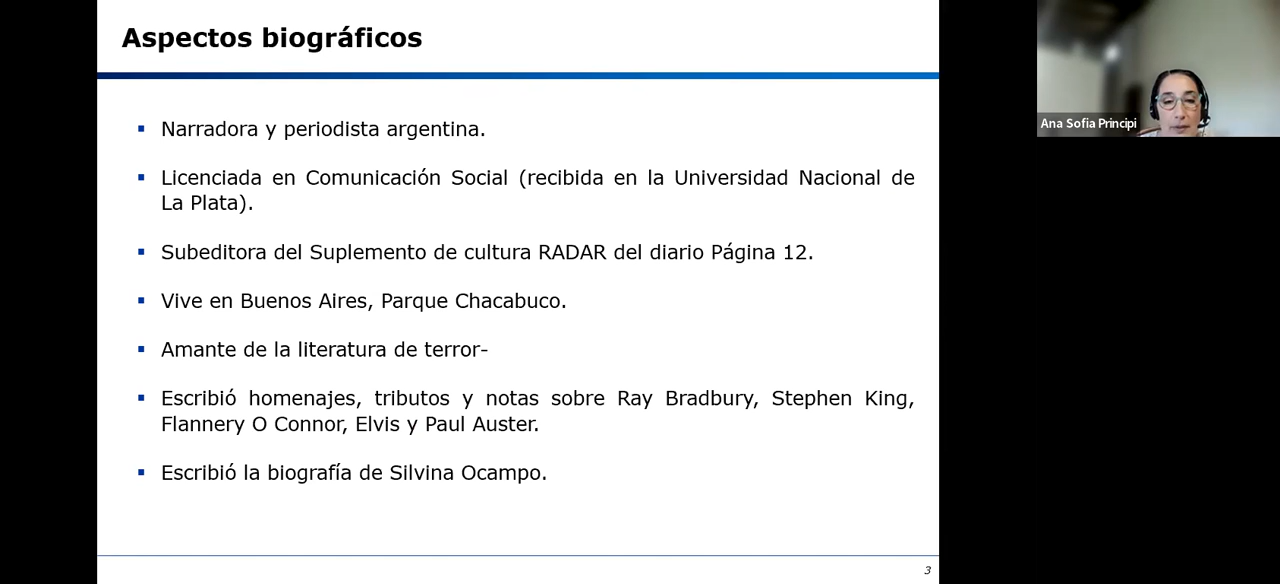 Aspectos biográficos
Narradora y periodista argentina.
Licenciada en Comunicación Social (recibida en la Universidad Nacional de
La Plata).
Subeditora del Suplemento de cultura RADAR del diario Página 12.
Vive en Buenos Aires, Parque Chacabuco.
Amante de la literatura de terror-
Escribió homenajes, tributos y notas sobre Ray Bradbury, Stephen King,
Flannery O Connor, Elvis y Paul Auster.
Escribió la biografía de Silvina Ocampo.
3
Ana Sofia Principi